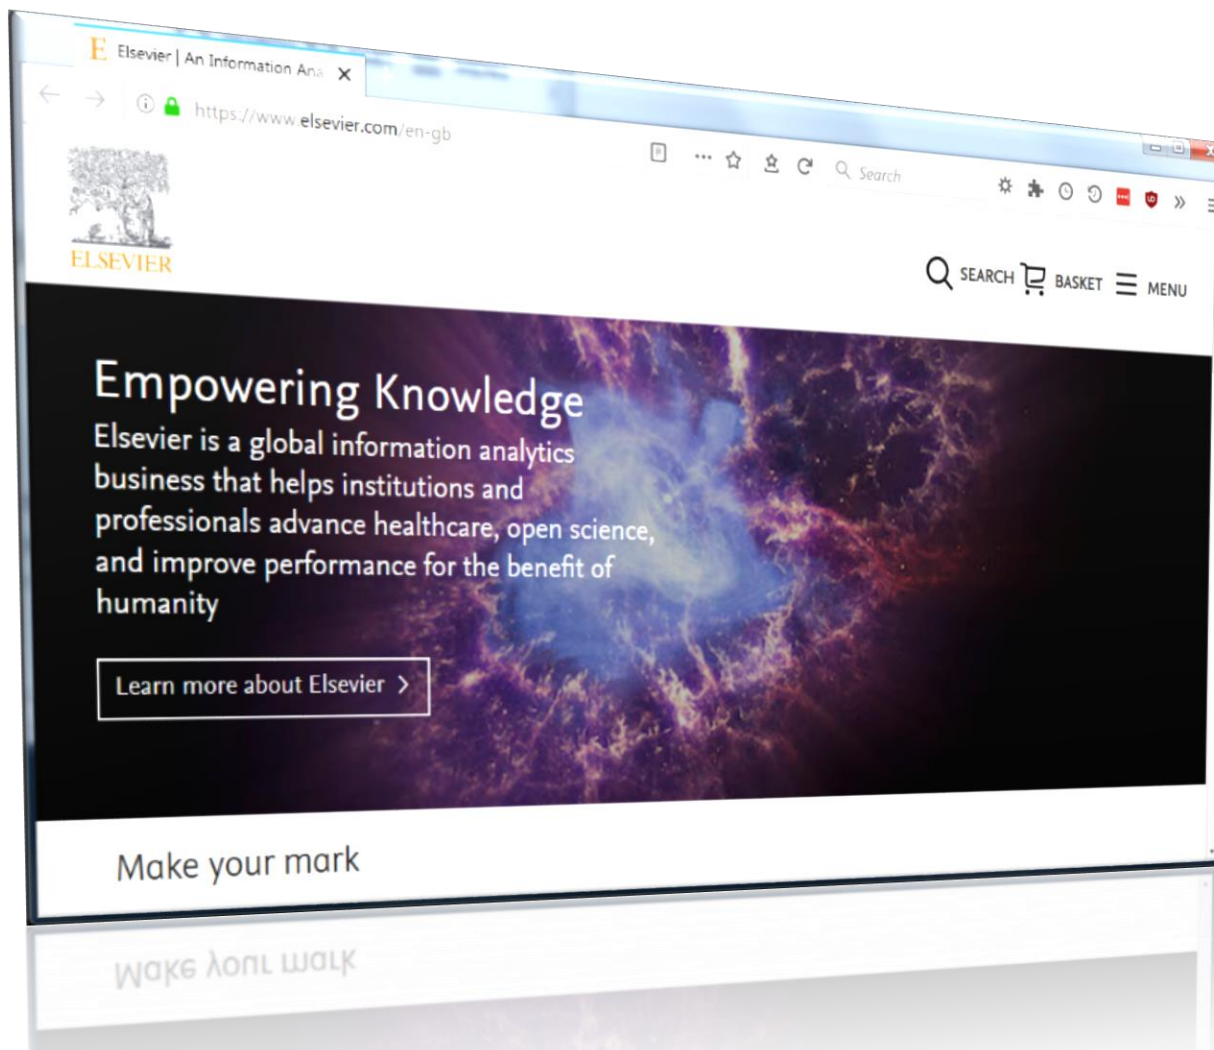 E Elsevier | An Information Ana
https://www.elsevier.com/en-gb
Search
ELSEVIER
SEARCH BASKET MENU
Empowering Knowledge
Elsevier is a global information analytics
business that helps institutions and
professionals advance healthcare, open science,
and improve performance for the benefit of
humanity
Learn more about Elsevier
Make your mark
Make your mark